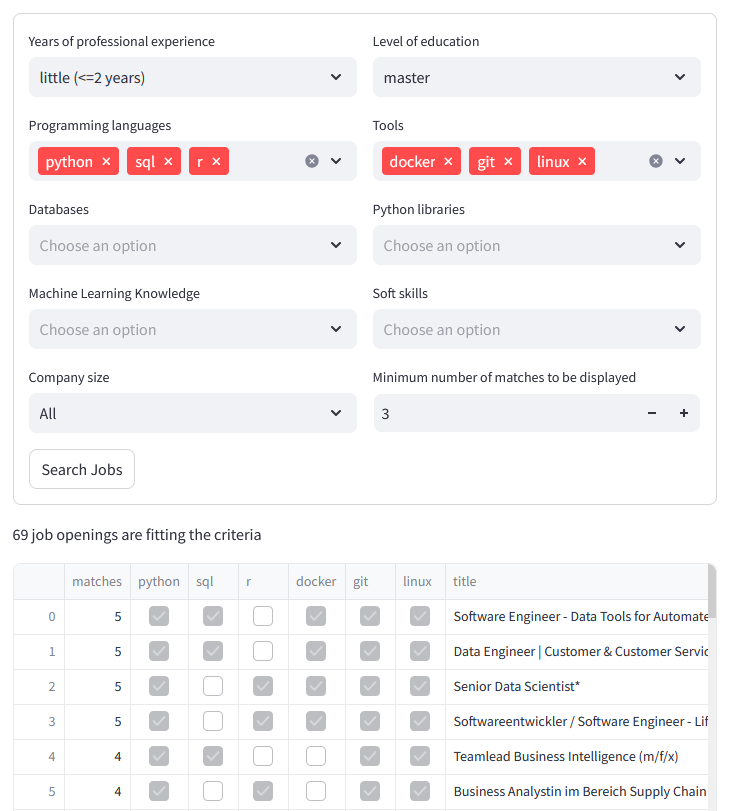 Years of professional experience Level of education
little (<=2 years) master
Programming languages Tools
python × sql × r × docker × git × linux ×
Databases Python libraries
Choose an option Choose an option
Machine Learning Knowledge Soft skills
Choose an option Choose an option
Company size Minimum number of matches to be displayed
All 3 − +
Search Jobs
69 job openings are fitting the criteria
matches python sql r docker git linux title
0 5 Software Engineer - Data Tools for Automate
1 5 Data Engineer | Customer & Customer Servic
2 5 Senior Data Scientist*
3 5 Softwareentwickler / Software Engineer - Lif
4 4 Teamlead Business Intelligence (m/f/x)
5 4 Business Analystin im Bereich Supply Chain